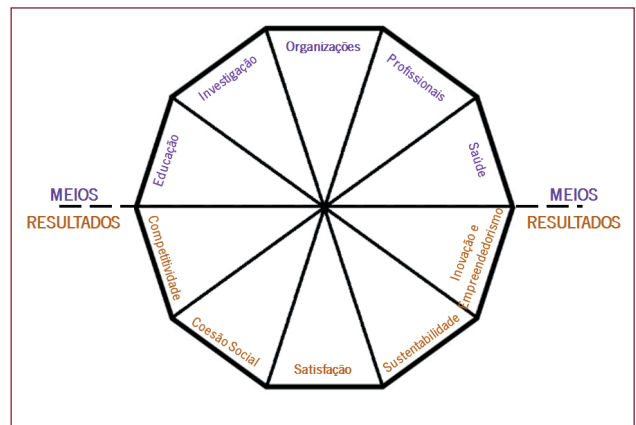 Organizações
Investigação
Profissionais
Educação
Saúde
MEIOS
MEIOS
RESULTADOS
RESULTADOS
Competitividade
Inovação e
Empreendedorismo
Coesão Social
Satisfação
Sustentabilidade